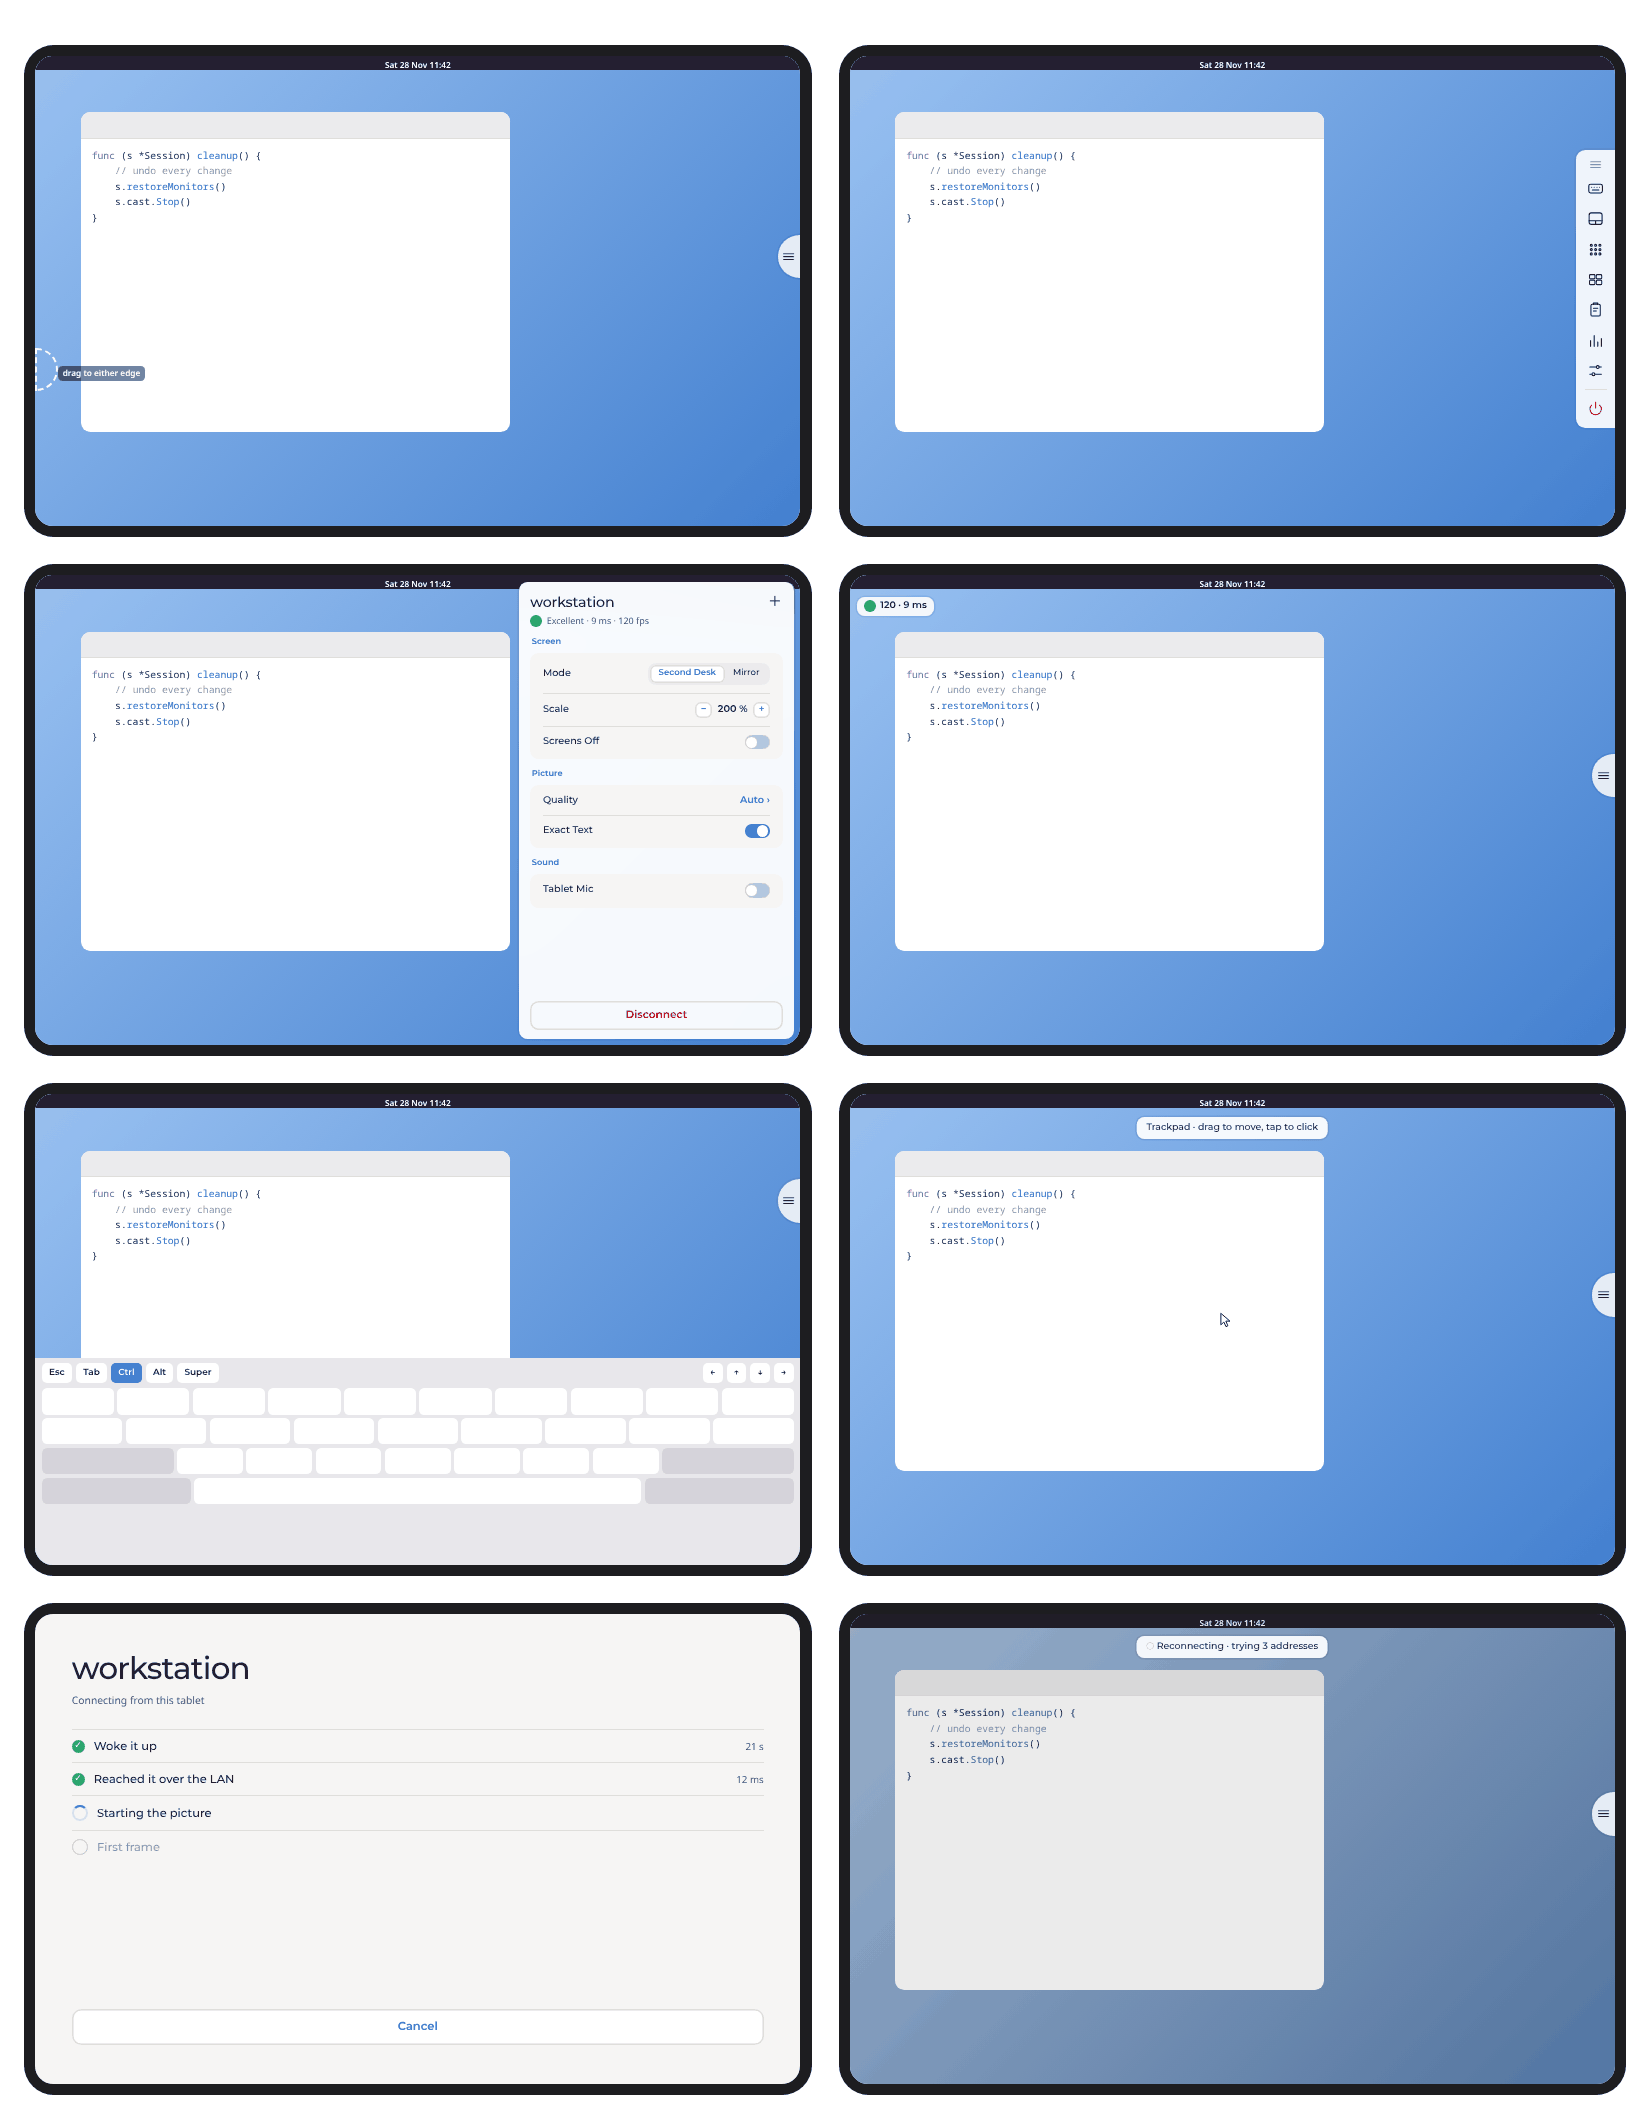 Sat 28 Nov 11:42
func (s *Session) cleanup() {
// undo every change
s.restoreMonitors()
s.cast.Stop()
}
drag to either edge
Sat 28 Nov 11:42
func (s *Session) cleanup() {
// undo every change
s.restoreMonitors()
s.cast.Stop()
}
Sat 28 Nov 11:42
func (s *Session) cleanup() {
// undo every change
s.restoreMonitors()
s.cast.Stop()
}
workstation
Excellent · 9 ms · 120 fps
Screen
Mode Second Desk Mirror
Scale − 200 % +
Screens Off
Picture
Quality Auto ›
Exact Text
Sound
Tablet Mic
Disconnect
Sat 28 Nov 11:42
120 · 9 ms
func (s *Session) cleanup() {
// undo every change
s.restoreMonitors()
s.cast.Stop()
}
Sat 28 Nov 11:42
func (s *Session) cleanup() {
// undo every change
s.restoreMonitors()
s.cast.Stop()
}
Esc Tab Ctrl Alt Super ← ↑ ↓ →
Sat 28 Nov 11:42
Trackpad · drag to move, tap to click
func (s *Session) cleanup() {
// undo every change
s.restoreMonitors()
s.cast.Stop()
}
workstation
Connecting from this tablet
Woke it up 21 s
Reached it over the LAN 12 ms
Starting the picture
First frame
Cancel
Sat 28 Nov 11:42
Reconnecting · trying 3 addresses
func (s *Session) cleanup() {
// undo every change
s.restoreMonitors()
s.cast.Stop()
}